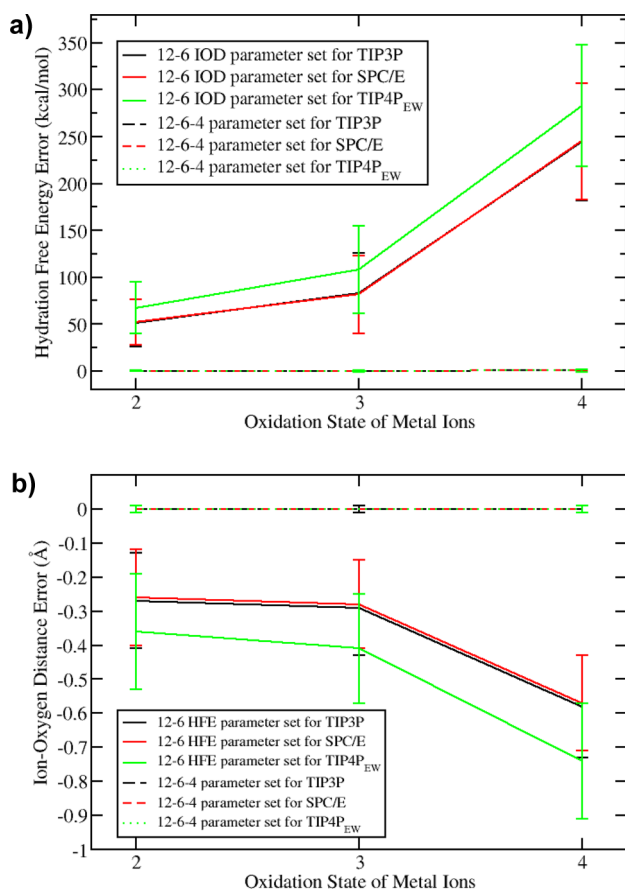 a)
Hydration Free Energy Error (kcal/mol)
350
300
250
200
150
100
50
0
12-6 IOD parameter set for TIP3P
12-6 IOD parameter set for SPC/E
12-6 IOD parameter set for TIP4P_EW
12-6-4 parameter set for TIP3P
12-6-4 parameter set for SPC/E
12-6-4 parameter set for TIP4P_EW
2 3 4
Oxidation State of Metal Ions
b)
Ion-Oxygen Distance Error (Å)
0
-0.1
-0.2
-0.3
-0.4
-0.5
-0.6
-0.7
-0.8
-0.9
-1
12-6 HFE parameter set for TIP3P
12-6 HFE parameter set for SPC/E
12-6 HFE parameter set for TIP4P_EW
12-6-4 parameter set for TIP3P
12-6-4 parameter set for SPC/E
12-6-4 parameter set for TIP4P_EW
2 3 4
Oxidation State of Metal Ions